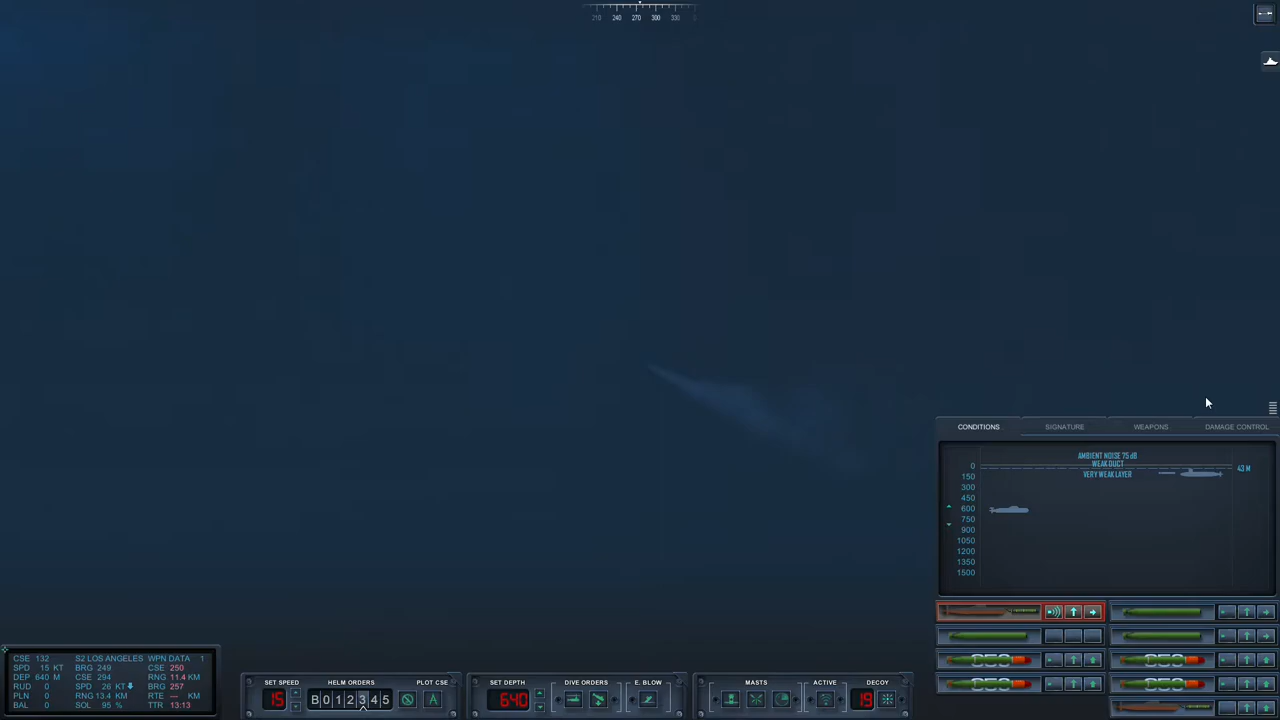 210 240 270 300 330 0
CONDITIONS SIGNATURE WEAPONS DAMAGE CONTROL
AMBIENT NOISE 75 dB
WEAK DUCT
VERY WEAK LAYER
43 M
0
150
300
450
600
750
900
1050
1200
1350
1500
CSE 132 S2 LOS ANGELES WPN DATA 1
SPD 15 KT BRG 249 CSE 250
DEP 640 M CSE 294 RNG 11.4 KM
RUD 0 SPD 26 KT BRG 257
PLN 0 RNG 13.4 KM RTE --- KM
BAL 0 SOL 95 % TTR 13:13
SET SPEED HELM ORDERS PLOT CSE
15 B 0 1 2 3 4 5 A
SET DEPTH DIVE ORDERS E. BLOW
640
MASTS ACTIVE DECOY
19